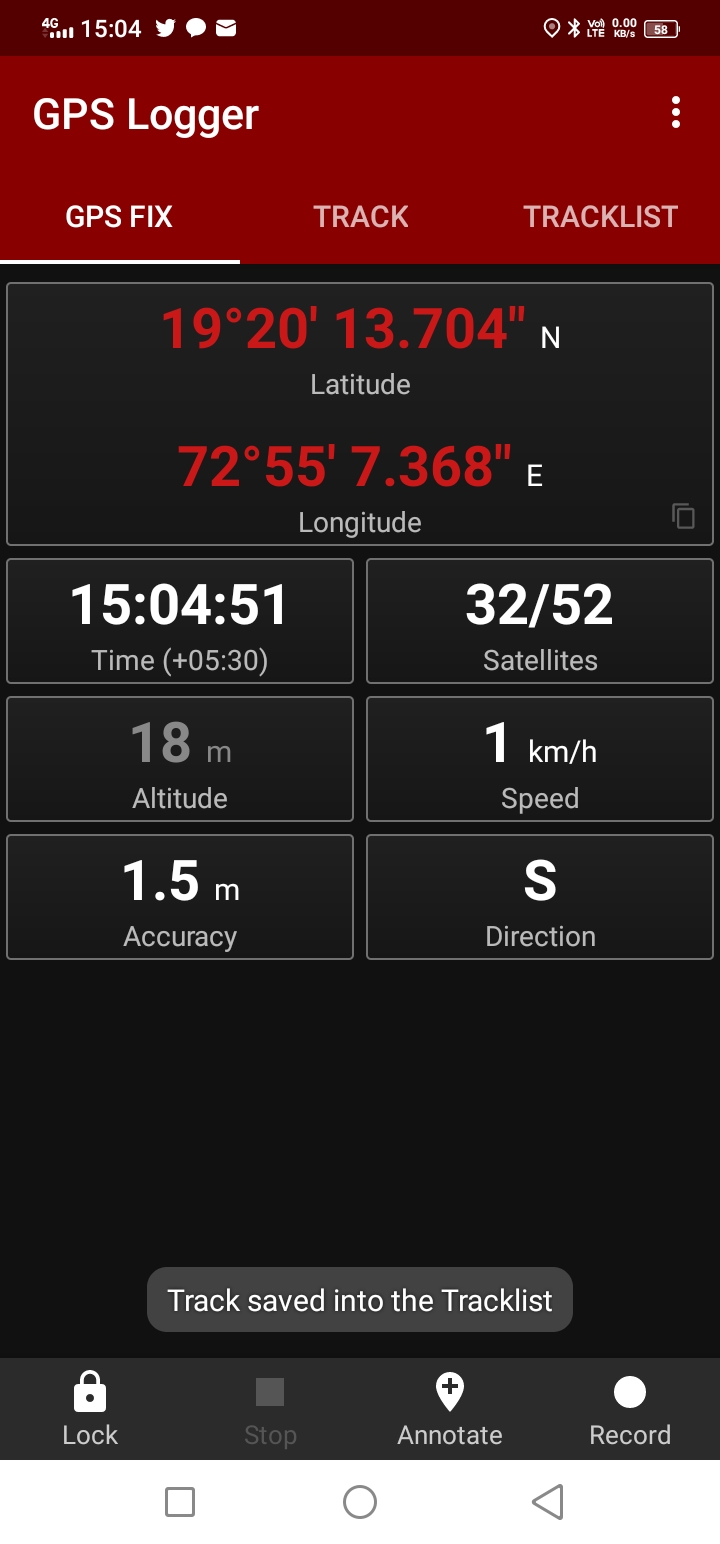 4G 15:04 Vo) LTE 0.00 KB/s 58
GPS Logger
GPS FIX TRACK TRACKLIST
19°20' 13.704" N
Latitude
72°55' 7.368" E
Longitude
15:04:51 32/52
Time (+05:30) Satellites
18 m 1 km/h
Altitude Speed
1.5 m S
Accuracy Direction
Track saved into the Tracklist
Lock Stop Annotate Record